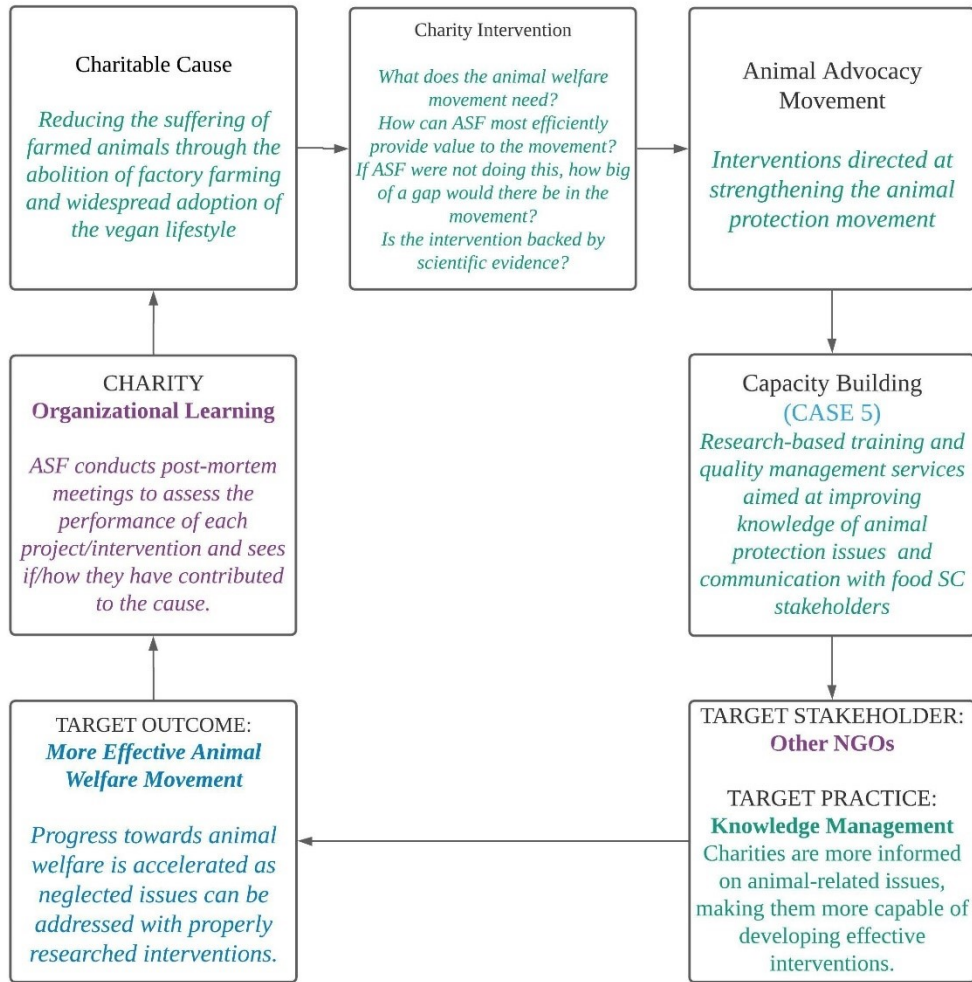 Charitable Cause
Reducing the suffering of
farmed animals through the
abolition of factory farming
and widespread adoption of
the vegan lifestyle
Charity Intervention
What does the animal welfare
movement need?
How can ASF most efficiently
provide value to the movement?
If ASF were not doing this, how big
of a gap would there be in the
movement?
Is the intervention backed by
scientific evidence?
Animal Advocacy
Movement
Interventions directed at
strengthening the animal
protection movement
CHARITY
Organizational Learning
ASF conducts post-mortem
meetings to assess the
performance of each
project/intervention and sees
if/how they have contributed
to the cause.
Capacity Building
(CASE 5)
Research-based training and
quality management services
aimed at improving
knowledge of animal
protection issues and
communication with food SC
stakeholders
TARGET OUTCOME:
More Effective Animal
Welfare Movement
Progress towards animal
welfare is accelerated as
neglected issues can be
addressed with properly
researched interventions.
TARGET STAKEHOLDER:
Other NGOs
TARGET PRACTICE:
Knowledge Management
Charities are more informed
on animal-related issues,
making them more capable of
developing effective
interventions.